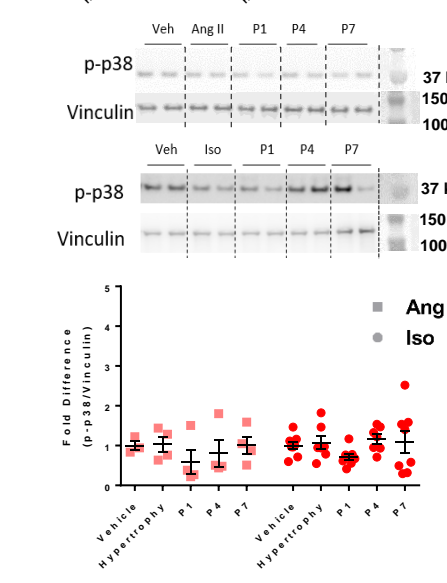 Veh Ang II P1 P4 P7
p-p38
37
Vinculin
150
100
Veh Iso P1 P4 P7
p-p38
37
Vinculin
150
100
Fold Difference
(p-p38/Vinculin)
5
4
3
2
1
0
Ang
Iso
Vehicle
Hypertrophy
P1
P4
P7
Vehicle
Hypertrophy
P1
P4
P7